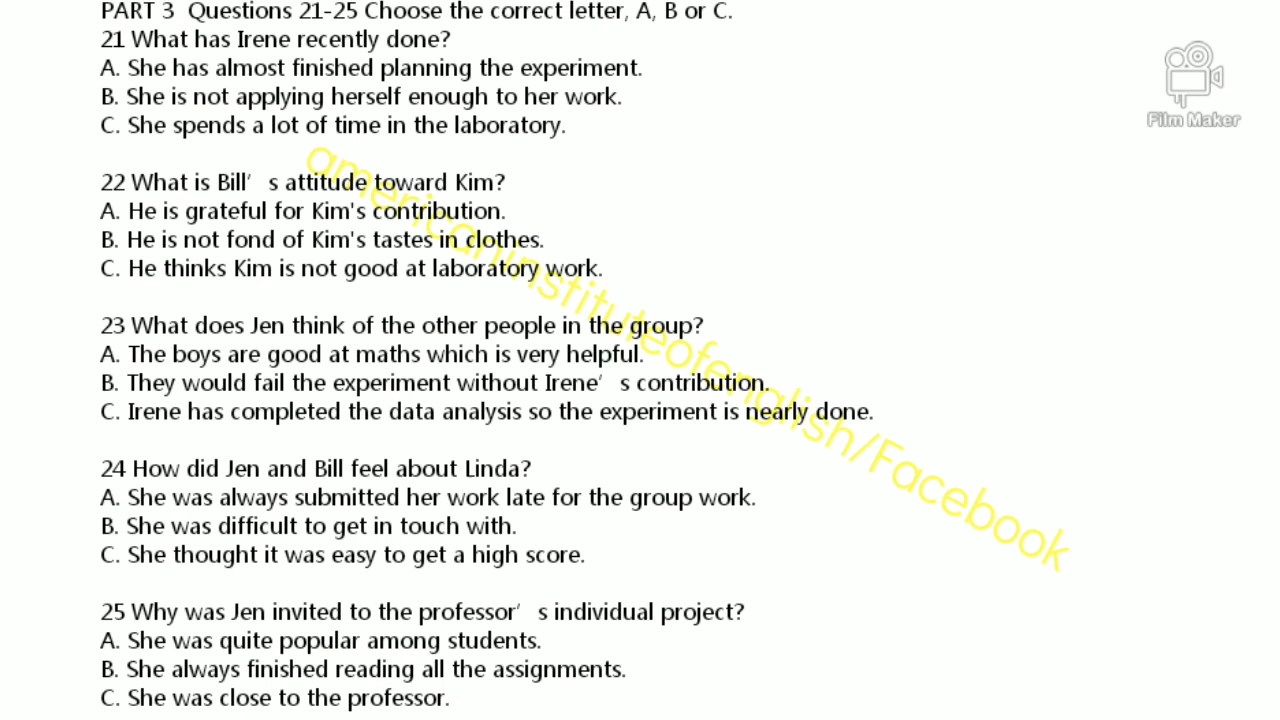 PART 3  Questions 21-25 Choose the correct letter, A, B or C.
21 What has Irene recently done?
A. She has almost finished planning the experiment.
B. She is not applying herself enough to her work.
C. She spends a lot of time in the laboratory.
22 What is Bill’ s attitude toward Kim?
A. He is grateful for Kim's contribution.
B. He is not fond of Kim's tastes in clothes.
C. He thinks Kim is not good at laboratory work.
23 What does Jen think of the other people in the group?
A. The boys are good at maths which is very helpful.
B. They would fail the experiment without Irene’ s contribution.
C. Irene has completed the data analysis so the experiment is nearly done.
24 How did Jen and Bill feel about Linda?
A. She was always submitted her work late for the group work.
B. She was difficult to get in touch with.
C. She thought it was easy to get a high score.
25 Why was Jen invited to the professor’ s individual project?
A. She was quite popular among students.
B. She always finished reading all the assignments.
C. She was close to the professor.
americaninstituteofenglish/Facebook
Film Maker